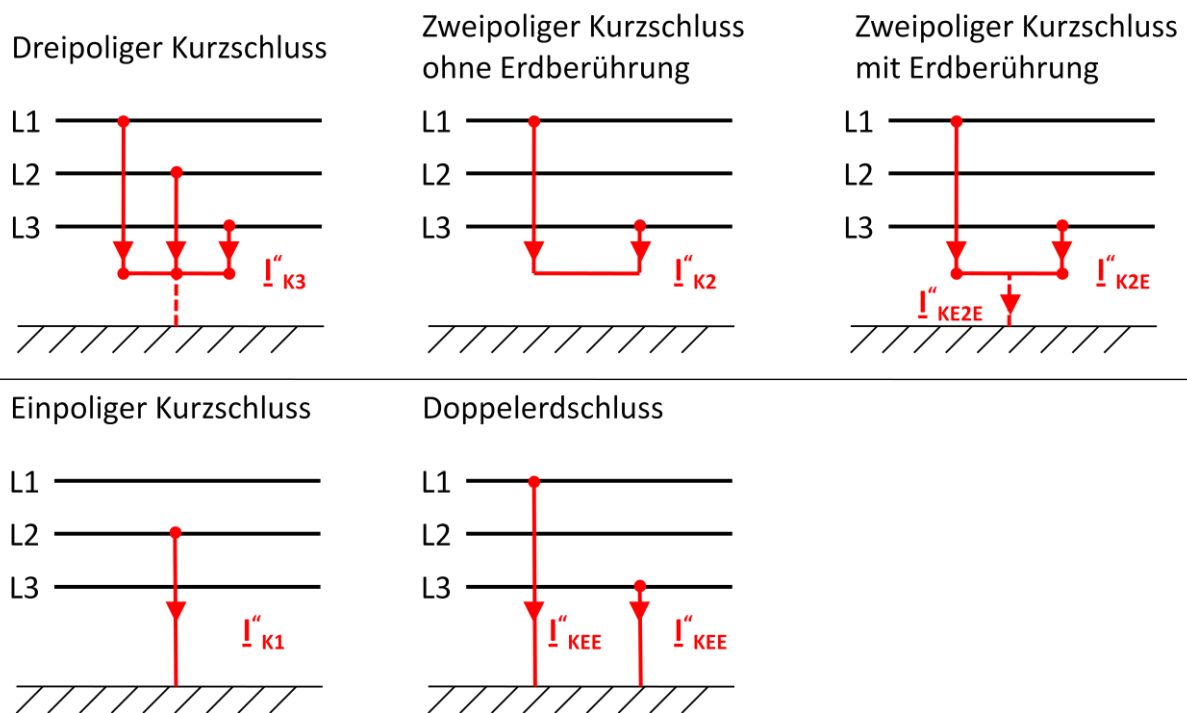 Dreipoliger Kurzschluss
L1
L2
L3
I“K3
Zweipoliger Kurzschluss
ohne Erdberührung
L1
L2
L3
I“K2
Zweipoliger Kurzschluss
mit Erdberührung
L1
L2
L3
I“K2E
I“KE2E
Einpoliger Kurzschluss
L1
L2
L3
I“K1
Doppelerdschluss
L1
L2
L3
I“KEE
I“KEE